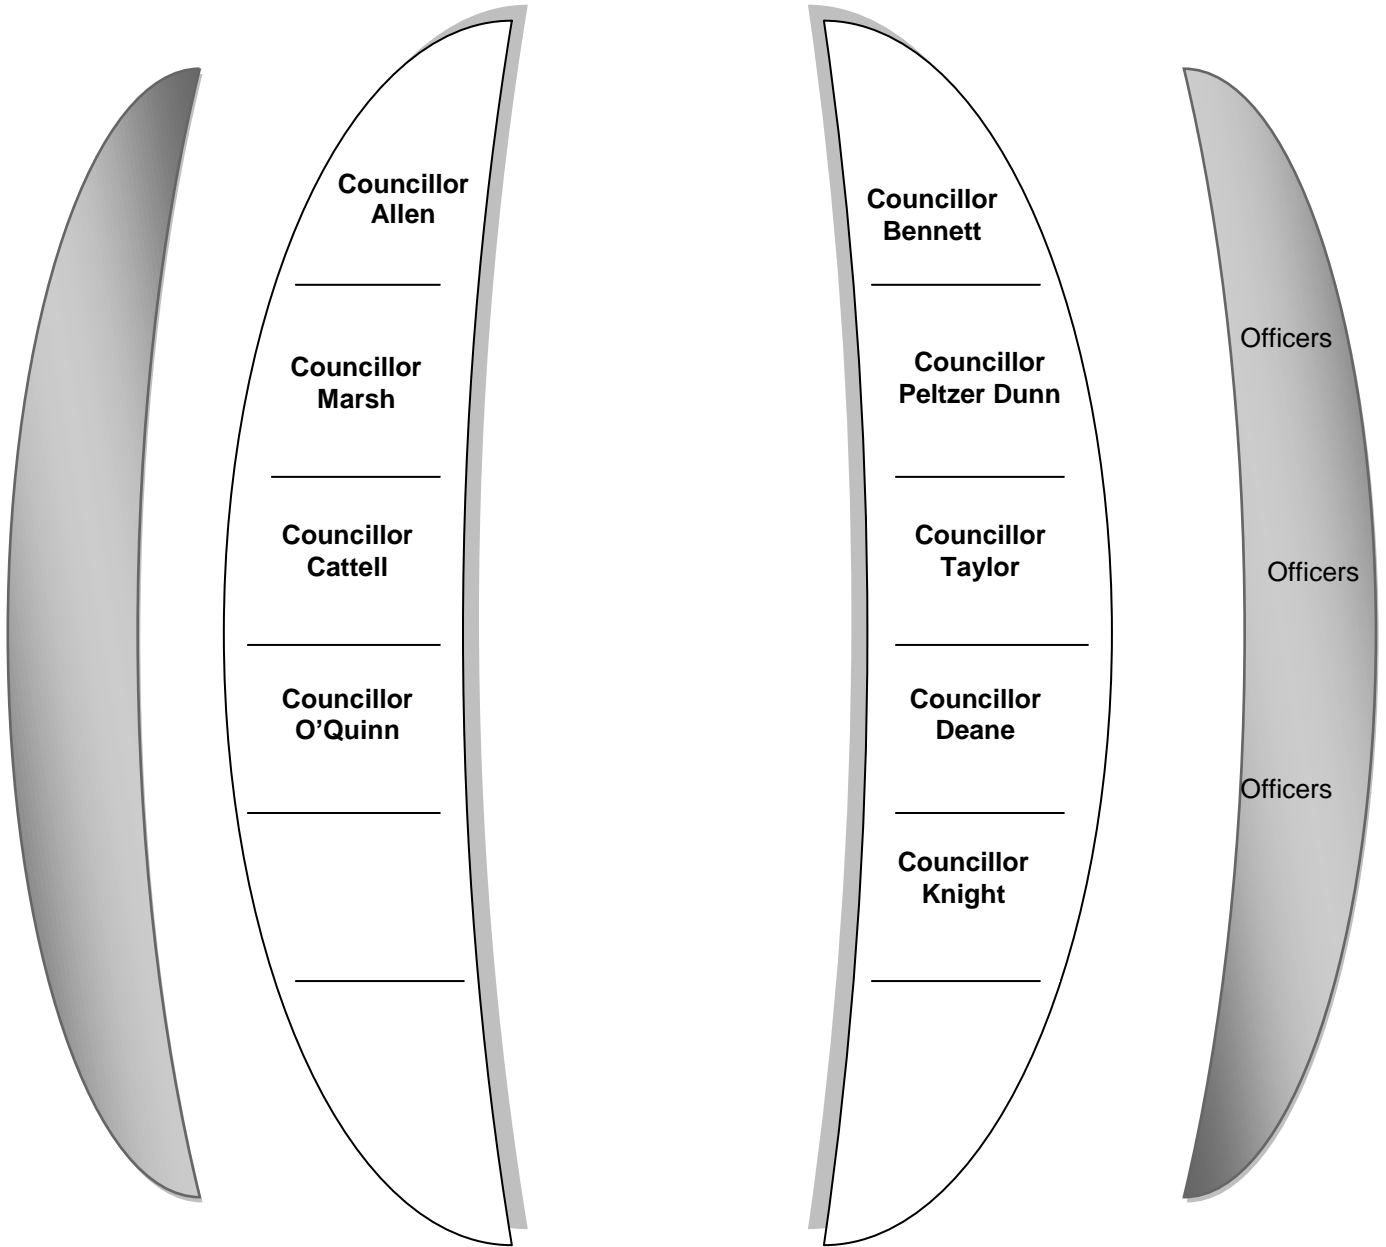 Councillor
Allen
Councillor
Marsh
Councillor
Cattell
Councillor
O’Quinn
Councillor
Bennett
Councillor
Peltzer Dunn
Councillor
Taylor
Councillor
Deane
Councillor
Knight
Officers
Officers
Officers